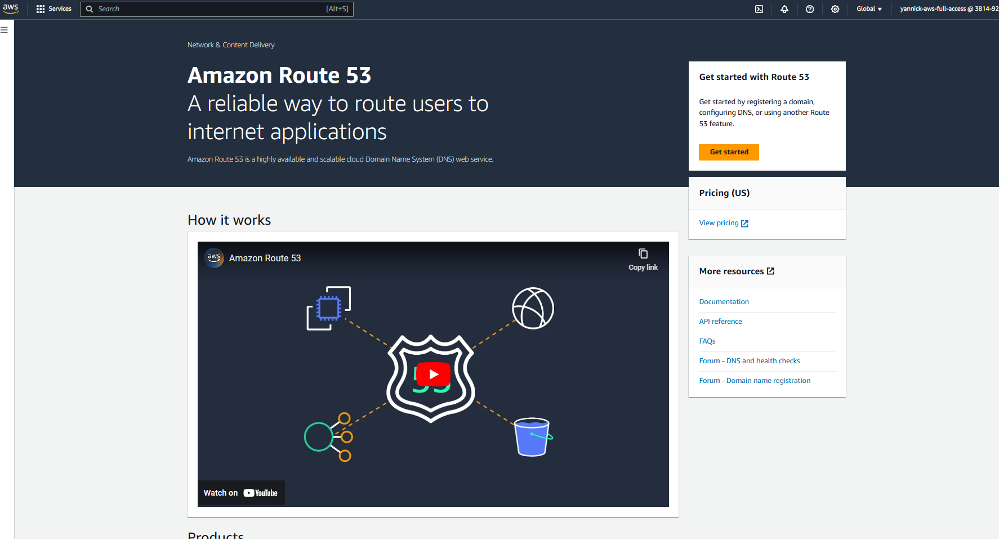 aws
Services
Search
[Alt+S]
Global
yannick-aws-full-access @ 3814-92
Network & Content Delivery
Amazon Route 53
A reliable way to route users to
internet applications
Amazon Route 53 is a highly available and scalable cloud Domain Name System (DNS) web service.
Get started with Route 53
Get started by registering a domain,
configuring DNS, or using another Route
53 feature.
Get started
Pricing (US)
View pricing
How it works
aws
Amazon Route 53
Copy link
Watch on YouTube
More resources
Documentation
API reference
FAQs
Forum - DNS and health checks
Forum - Domain name registration
Products